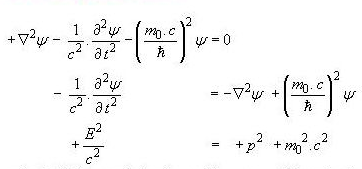 +∇²ψ − 1/c² . ∂²ψ/∂t² − (m₀.c/ħ)² ψ = 0
− 1/c² . ∂²ψ/∂t² = −∇²ψ + (m₀.c/ħ)² ψ
+ E²/c² = +p² + m₀².c²